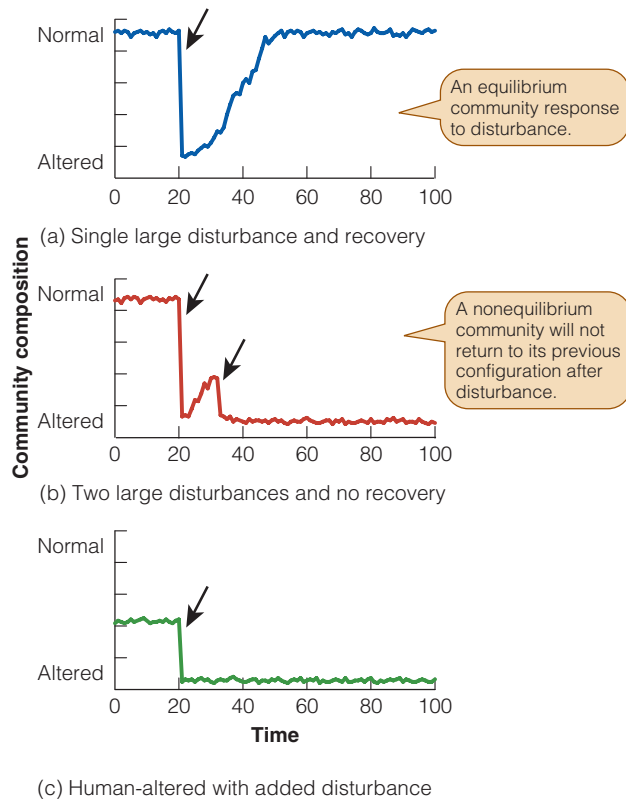 Community composition
Normal
Altered
0 20 40 60 80 100
An equilibrium
community response
to disturbance.
(a) Single large disturbance and recovery
Normal
Altered
0 20 40 60 80 100
A nonequilibrium
community will not
return to its previous
configuration after
disturbance.
(b) Two large disturbances and no recovery
Normal
Altered
0 20 40 60 80 100
Time
(c) Human-altered with added disturbance